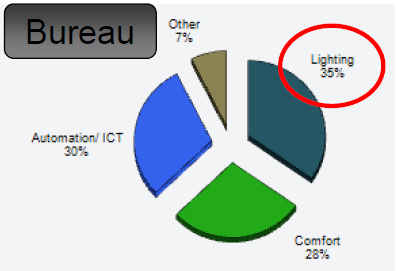 Bureau
Other
7%
Lighting
35%
Automation/ ICT
30%
Comfort
28%